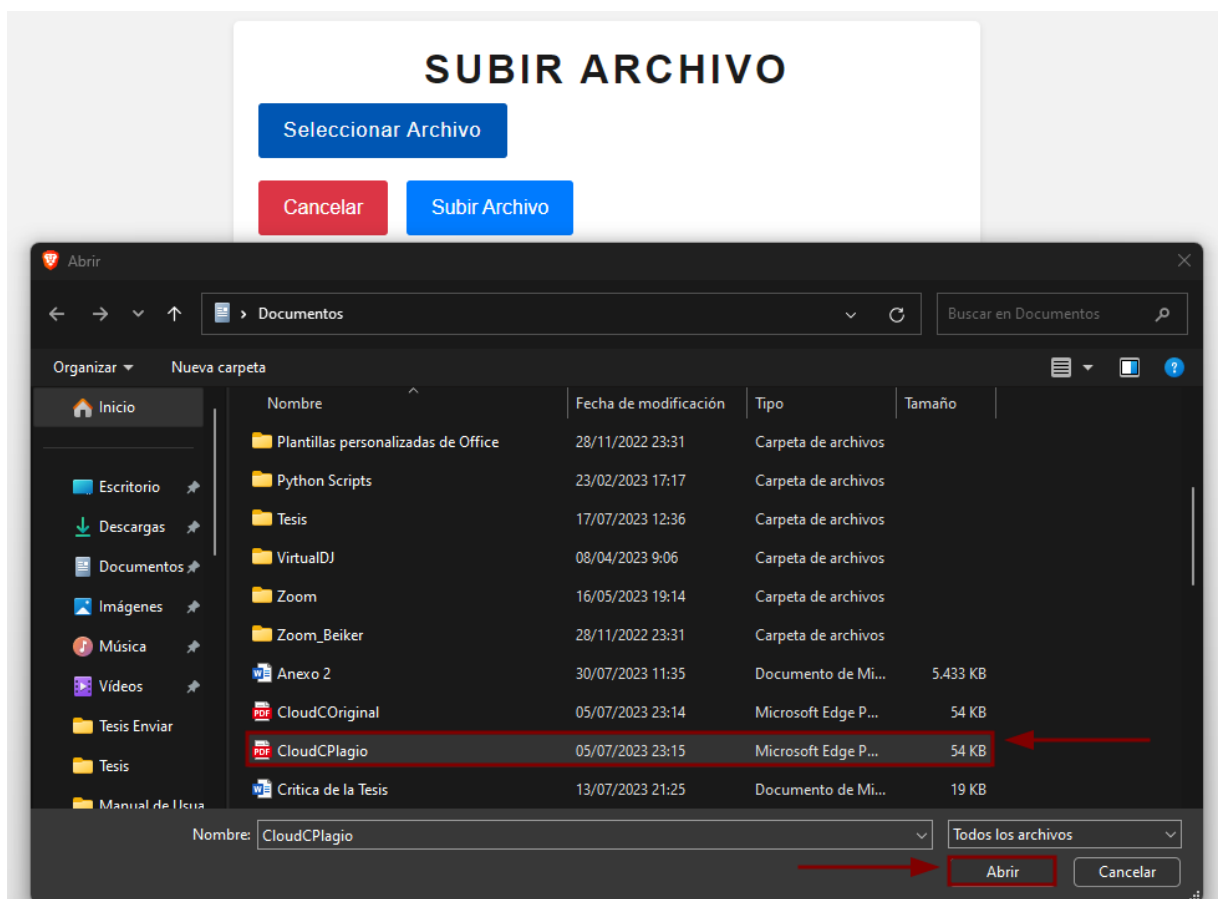 SUBIR ARCHIVO
Seleccionar Archivo
Cancelar Subir Archivo
Abrir
Documentos Buscar en Documentos
Organizar Nueva carpeta
Inicio Nombre Fecha de modificación Tipo Tamaño
Plantillas personalizadas de Office 28/11/2022 23:31 Carpeta de archivos
Escritorio Python Scripts 23/02/2023 17:17 Carpeta de archivos
Descargas Tesis 17/07/2023 12:36 Carpeta de archivos
Documentos VirtualDJ 08/04/2023 9:06 Carpeta de archivos
Imágenes Zoom 16/05/2023 19:14 Carpeta de archivos
Música Zoom_Beiker 28/11/2022 23:31 Carpeta de archivos
Vídeos Anexo 2 30/07/2023 11:35 Documento de Mi... 5.433 KB
Tesis Enviar PDF CloudCOriginal 05/07/2023 23:14 Microsoft Edge P... 54 KB
Tesis PDF CloudCPlagio 05/07/2023 23:15 Microsoft Edge P... 54 KB
Manual de Usua Critica de la Tesis 13/07/2023 21:25 Documento de Mi... 19 KB
Nombre: CloudCPlagio Todos los archivos
Abrir Cancelar